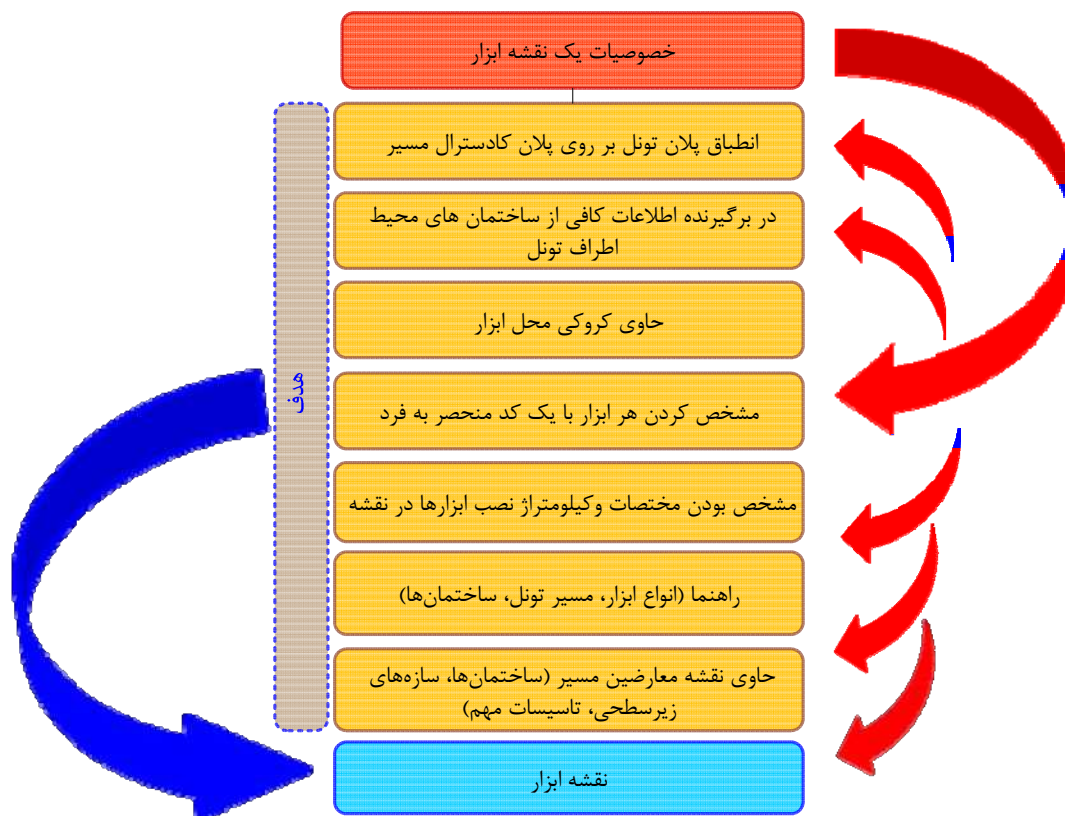 خصوصیات یک نقشه ابزار
انطباق پلان تونل بر روی پلان کادسترال مسیر
در برگیرنده اطلاعات کافی از ساختمان های محیط
اطراف تونل
حاوی کروکی محل ابزار
مشخص کردن هر ابزار با یک کد منحصر به فرد
مشخص بودن مختصات وکیلومتراژ نصب ابزارها در نقشه
راهنما (انواع ابزار، مسیر تونل، ساختمان‌ها)
حاوی نقشه معارضین مسیر (ساختمان‌ها، سازه‌های
زیرسطحی، تاسیسات مهم)
هدف
نقشه ابزار